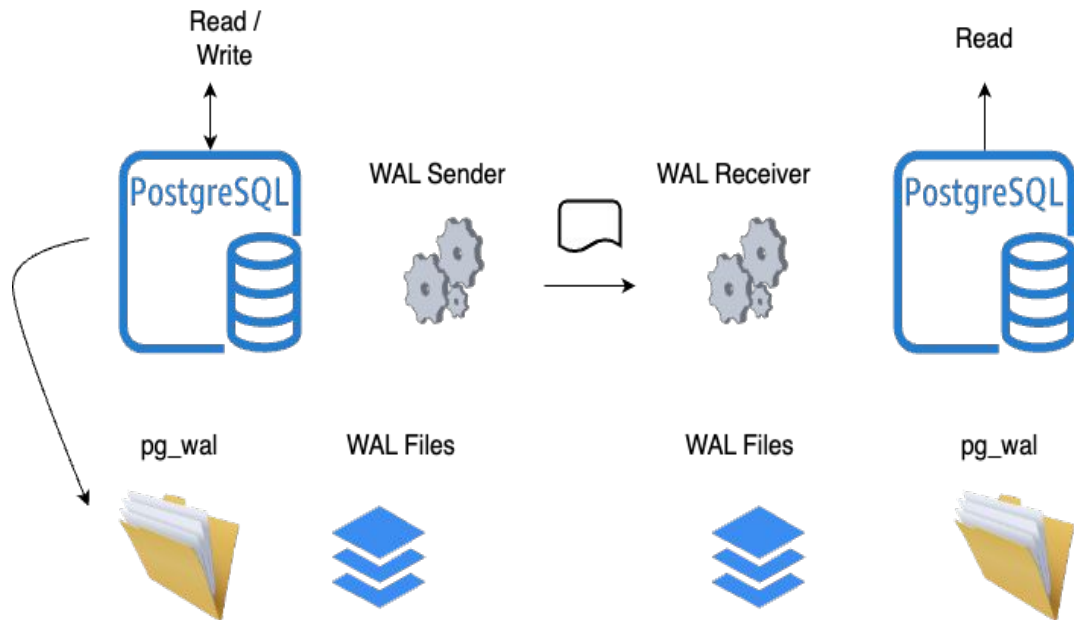 Read /
Write
Read
PostgreSQL
WAL Sender
WAL Receiver
PostgreSQL
pg_wal
WAL Files
WAL Files
pg_wal